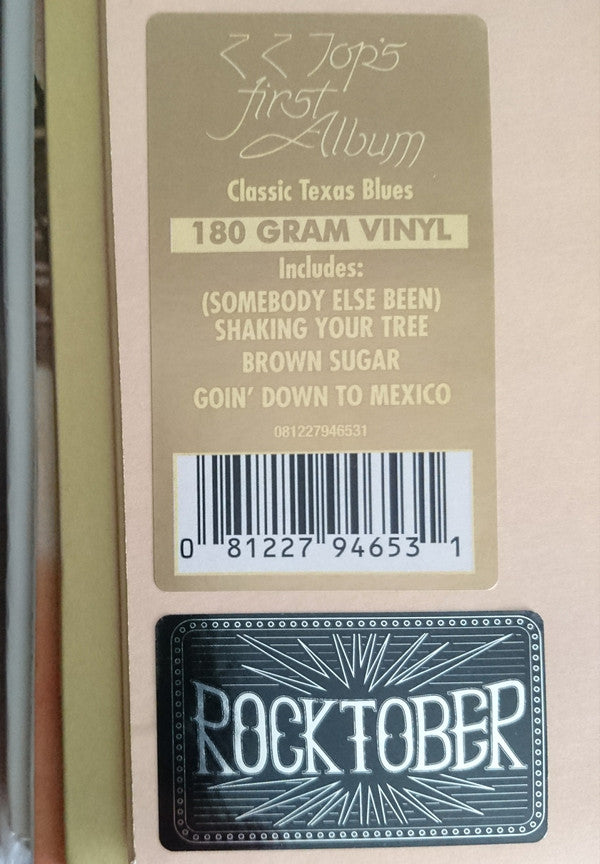 ZZ Top's
first
Album
Classic Texas Blues
180 GRAM VINYL
Includes:
(SOMEBODY ELSE BEEN)
SHAKING YOUR TREE
BROWN SUGAR
GOIN' DOWN TO MEXICO
081227946531
0 81227 94653 1
ROCKTOBER